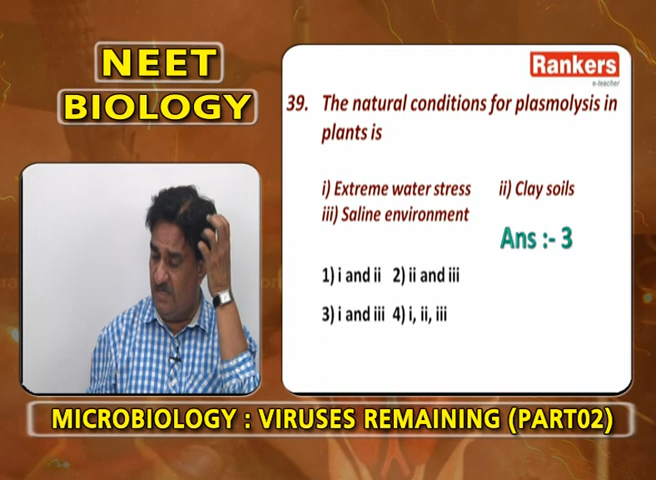 NEET
BIOLOGY
Rankers
e-teacher
39. The natural conditions for plasmolysis in
plants is
i) Extreme water stress ii) Clay soils
iii) Saline environment
Ans :- 3
1) i and ii 2) ii and iii
3) i and iii 4) i, ii, iii
MICROBIOLOGY : VIRUSES REMAINING (PART02)